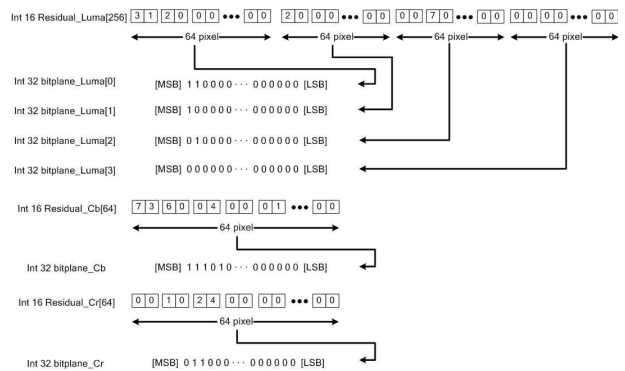 Int 16 Residual_Luma[256] 3 1 2 0 0 0 ●●● 0 0 2 0 0 0 ●●● 0 0 0 0 7 0 ●●● 0 0 0 0 0 0 ●●● 0 0
64 pixel 64 pixel 64 pixel 64 pixel
Int 32 bitplane_Luma[0] [MSB] 1 1 0 0 0 0 ··· 0 0 0 0 0 0 [LSB]
Int 32 bitplane_Luma[1] [MSB] 1 0 0 0 0 0 ··· 0 0 0 0 0 0 [LSB]
Int 32 bitplane_Luma[2] [MSB] 0 1 0 0 0 0 ··· 0 0 0 0 0 0 [LSB]
Int 32 bitplane_Luma[3] [MSB] 0 0 0 0 0 0 ··· 0 0 0 0 0 0 [LSB]
Int 16 Residual_Cb[64] 7 3 6 0 0 4 0 0 0 1 ●●● 0 0
64 pixel
Int 32 bitplane_Cb [MSB] 1 1 1 0 1 0 ··· 0 0 0 0 0 0 [LSB]
Int 16 Residual_Cr[64] 0 0 1 0 2 4 0 0 0 0 ●●● 0 0
64 pixel
Int 32 bitplane_Cr [MSB] 0 1 1 0 0 0 ··· 0 0 0 0 0 0 [LSB]